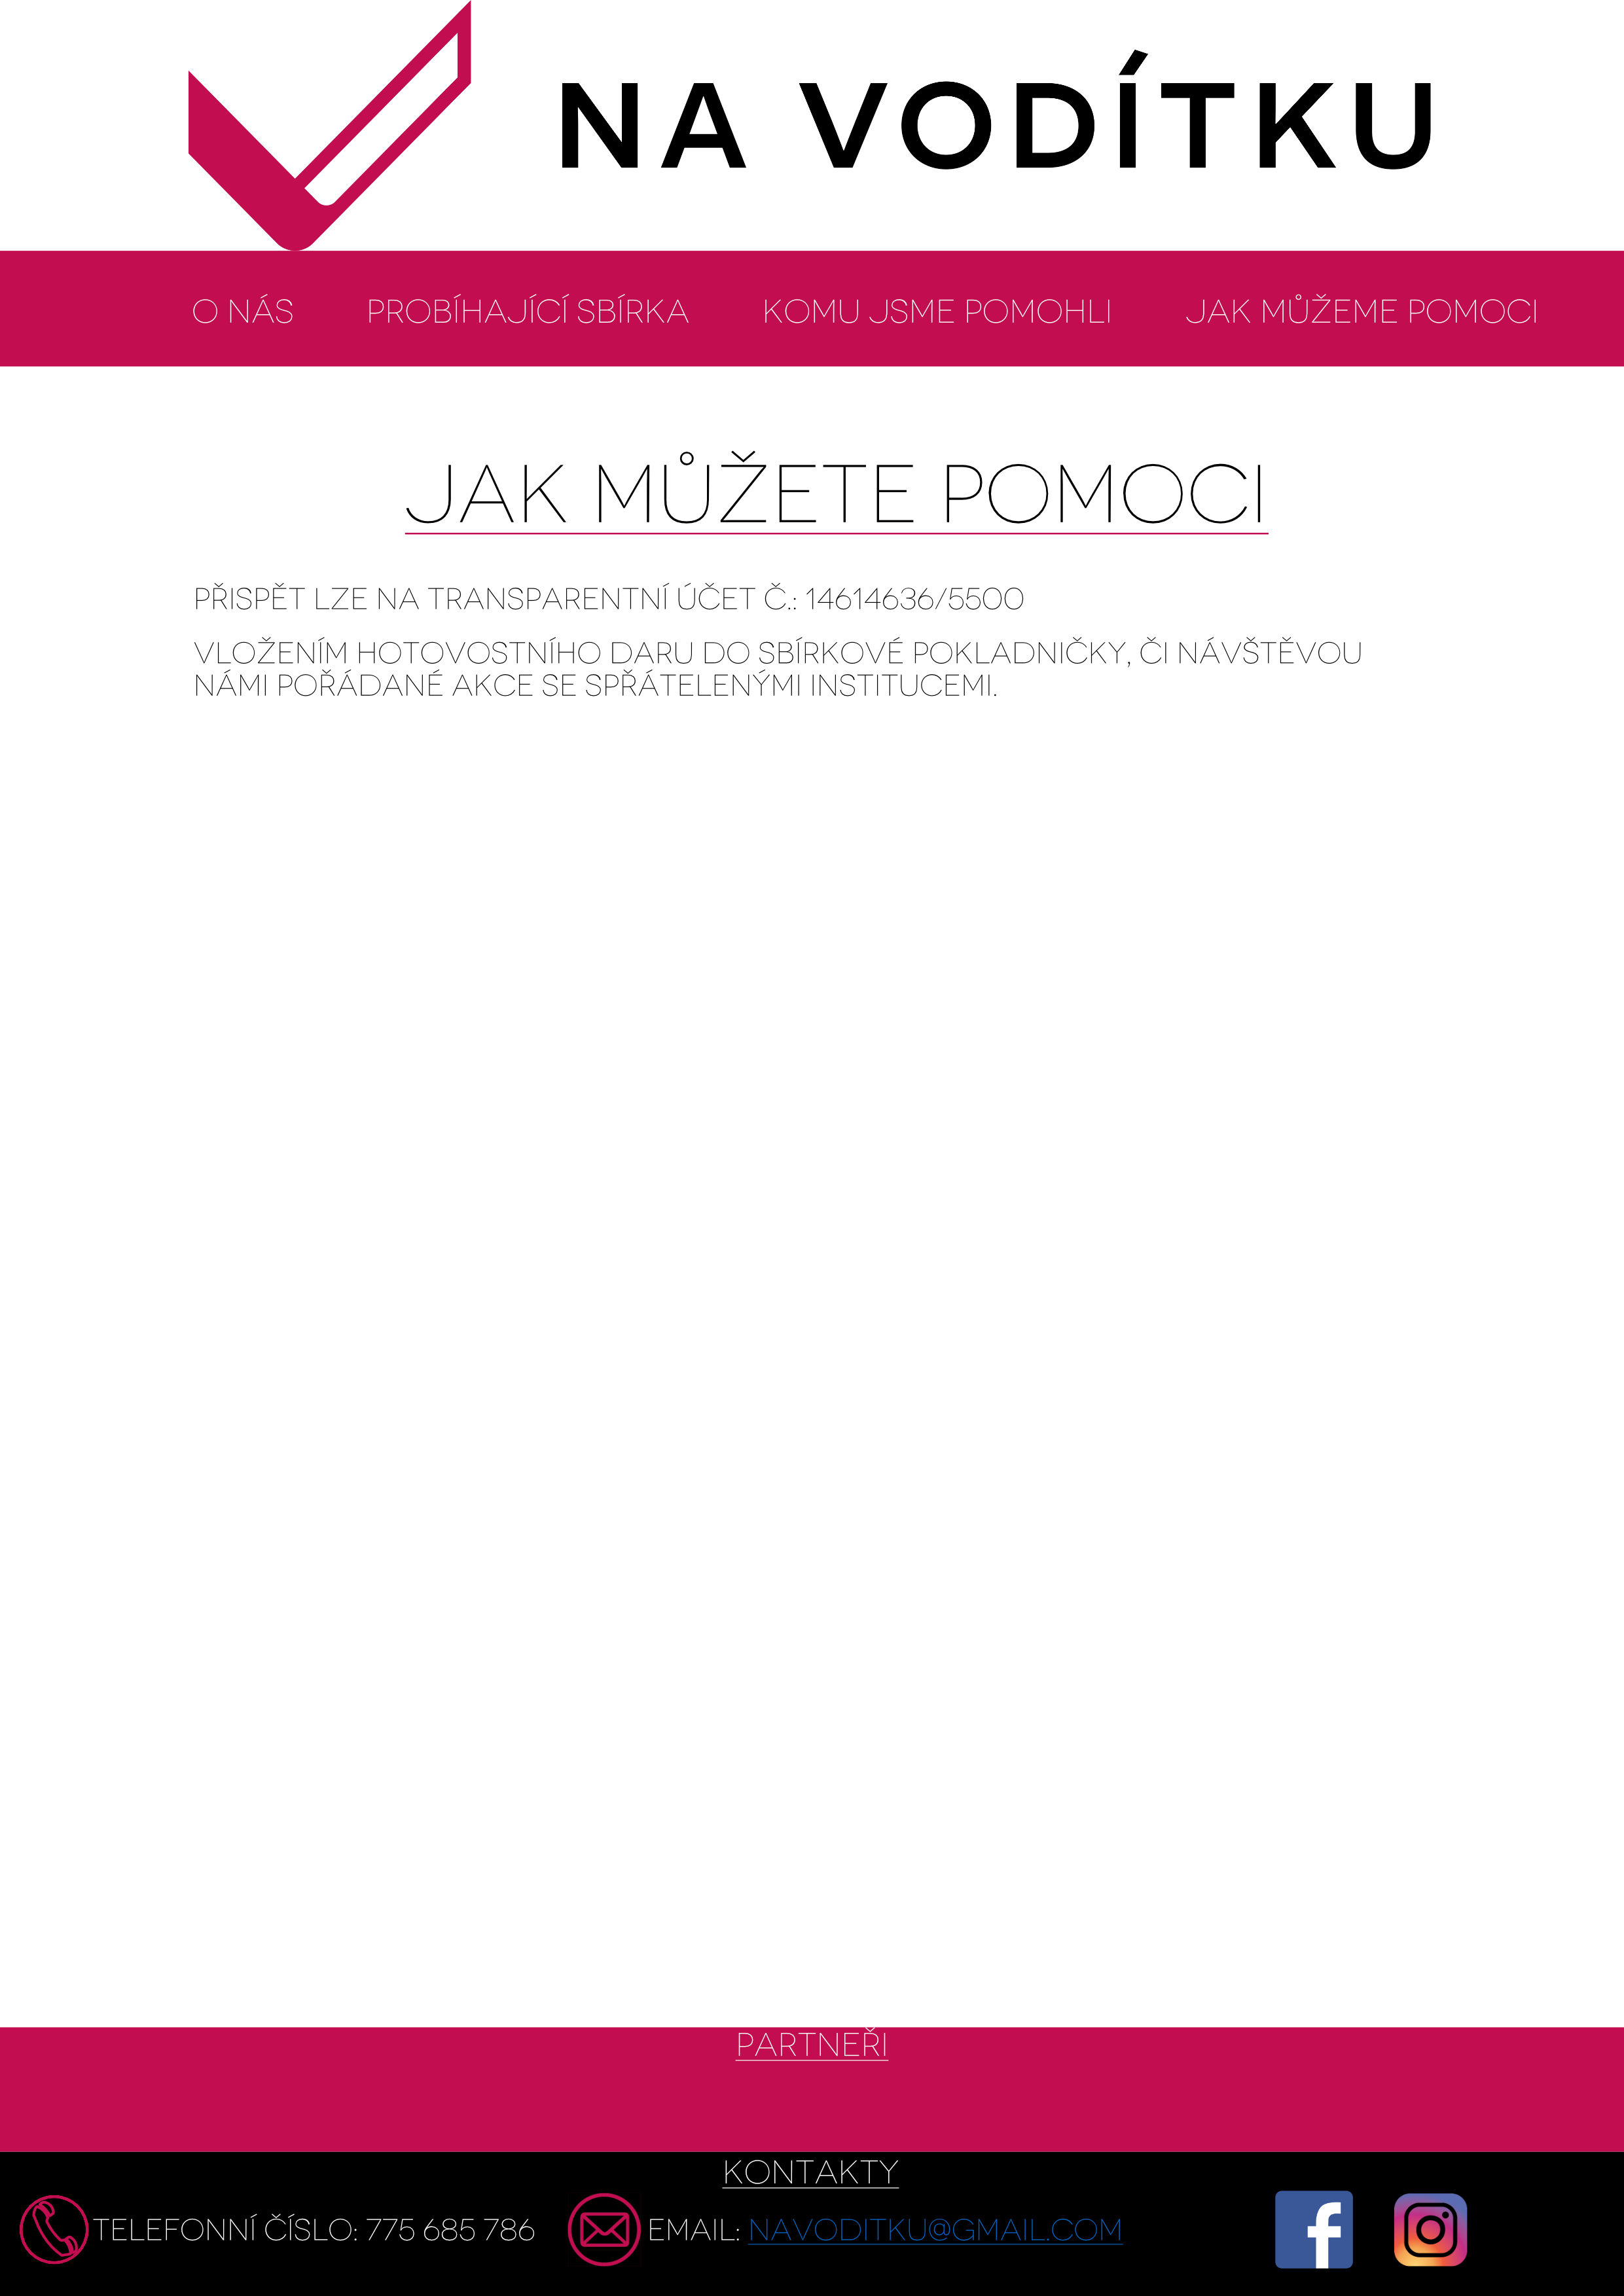 NA VODÍTKU
O NÁS PROBÍHAJÍCÍ SBÍRKA KOMU JSME POMOHLI JAK MŮŽEME POMOCI
JAK MŮŽETE POMOCI
PŘISPĚT LZE NA TRANSPARENTNÍ ÚČET Č.: 14614636/5500
VLOŽENÍM HOTOVOSTNÍHO DARU DO SBÍRKOVÉ POKLADNIČKY, ČI NÁVŠTĚVOU
NÁMI POŘÁDANÉ AKCE SE SPŘÁTELENÝMI INSTITUCEMI.
PARTNEŘI
KONTAKTY
TELEFONNÍ ČÍSLO: 775 685 786 EMAIL: NAVODITKU@GMAIL.COM